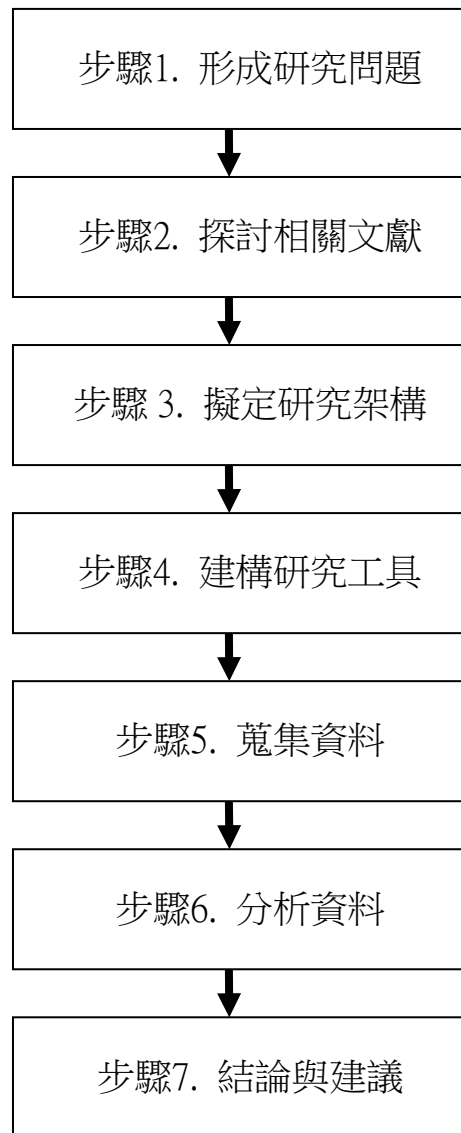 步驟1. 形成研究問題
步驟2. 探討相關文獻
步驟 3. 擬定研究架構
步驟4. 建構研究工具
步驟5. 蒐集資料
步驟6. 分析資料
步驟7. 結論與建議